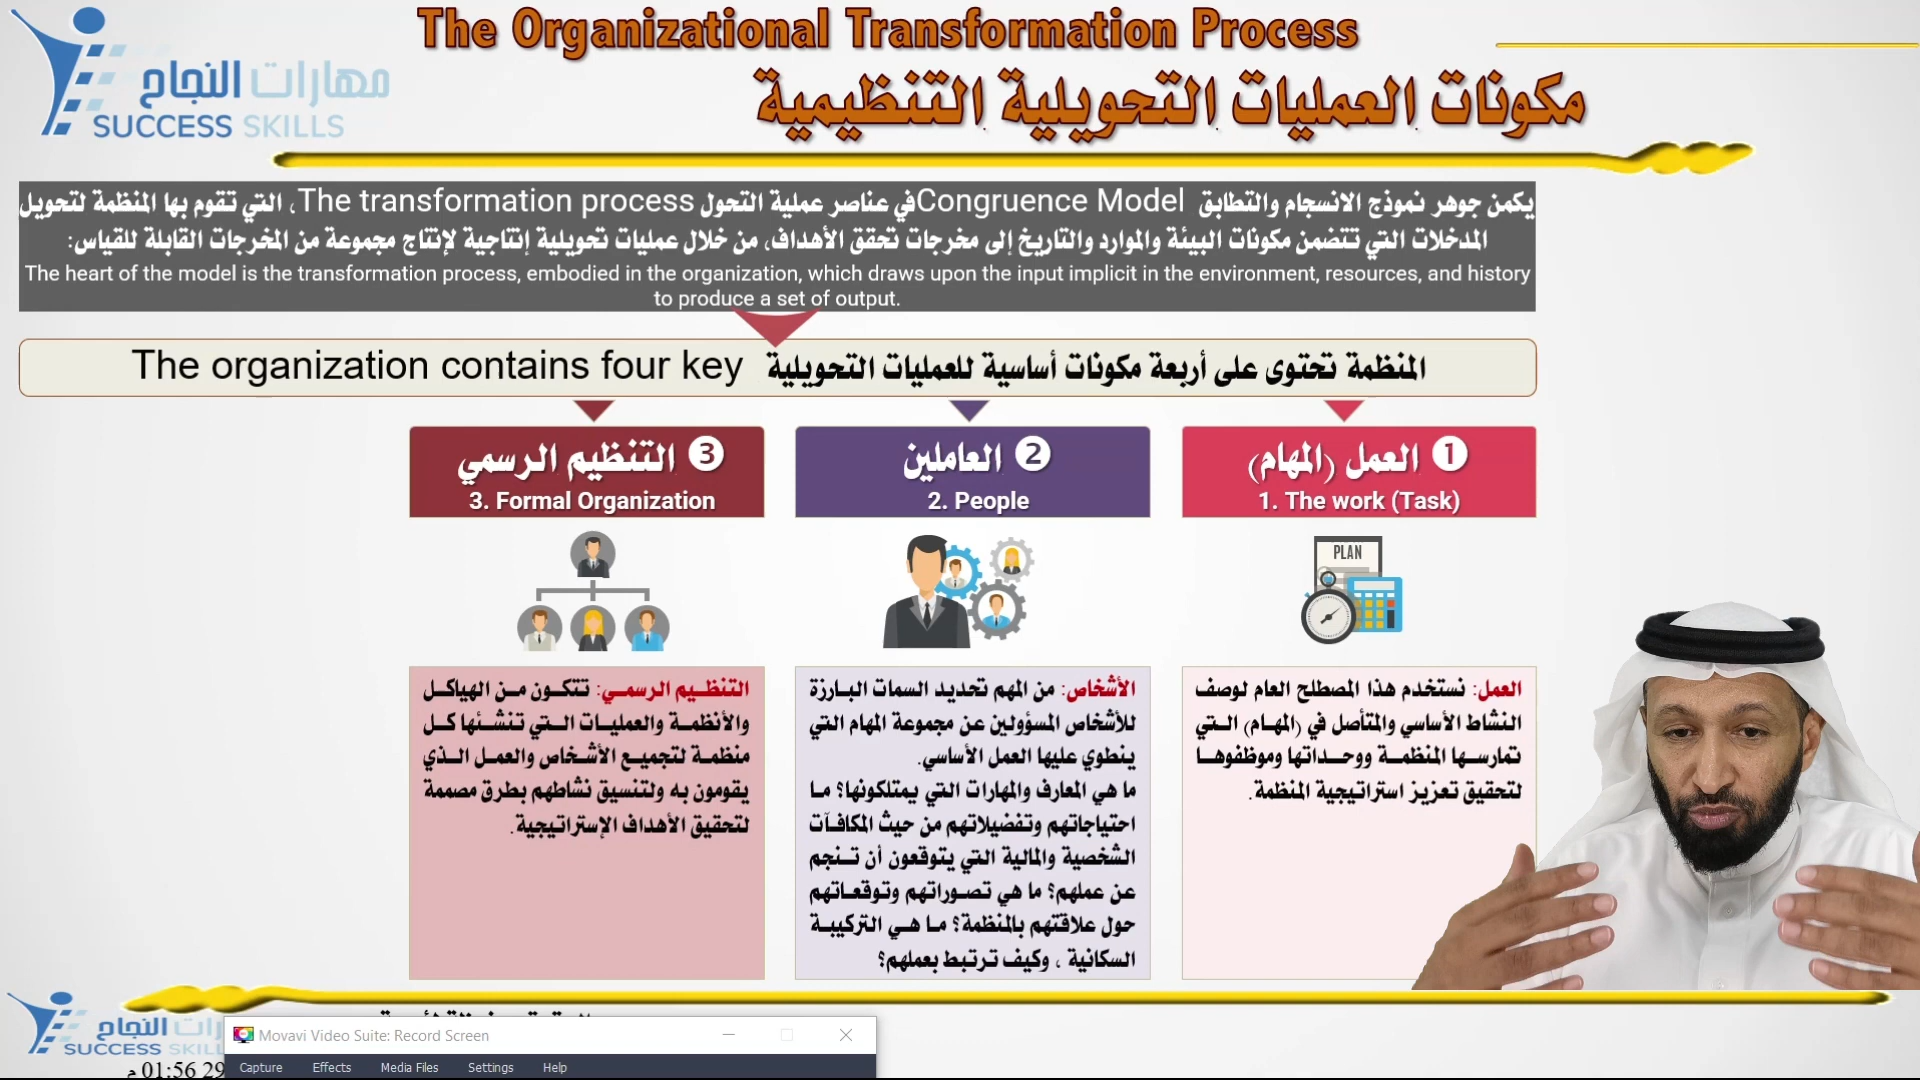 مهارات النجاح
SUCCESS SKILLS
The Organizational Transformation Process
مكونات العمليات التحويلية التنظيمية
يكمن جوهر نموذج الانسجام والتطابق Congruence Model في عناصر عملية التحول The transformation process، التي تقوم بها المنظمة لتحويل
المدخلات التي تتضمن مكونات البيئة والموارد والتاريخ إلى مخرجات تحقق الأهداف، من خلال عمليات تحويلية إنتاجية لإنتاج مجموعة من المخرجات القابلة للقياس:
The heart of the model is the transformation process, embodied in the organization, which draws upon the input implicit in the environment, resources, and history
to produce a set of output.
المنظمة تحتوى على أربعة مكونات أساسية للعمليات التحويلية The organization contains four key
1 العمل (المهام)
1. The work (Task)
PLAN
العمل: نستخدم هذا المصطلح العام لوصف
النشاط الأساسي والمتأصل في (المهام) التي
تمارسها المنظمة ووحداتها وموظفوها
لتحقيق تعزيز استراتيجية المنظمة.
2 العاملين
2. People
الأشخاص: من المهم تحديد السمات البارزة
للأشخاص المسؤولين عن مجموعة المهام التي
ينطوي عليها العمل الأساسي.
ما هي المعارف والمهارات التي يمتلكونها؟ ما
احتياجاتهم وتفضيلاتهم من حيث المكافآت
الشخصية والمالية التي يتوقعون أن تنجم
عن عملهم؟ ما هي تصوراتهم وتوقعاتهم
حول علاقتهم بالمنظمة؟ ما هي التركيبة
السكانية ، وكيف ترتبط بعملهم؟
3 التنظيم الرسمي
3. Formal Organization
التنظيم الرسمي: تتكون من الهياكل
والأنظمة والعمليات التي تنشئها كل
منظمة لتجميع الأشخاص والعمل الذي
يقومون به ولتنسيق نشاطهم بطرق مصممة
لتحقيق الأهداف الإستراتيجية.
النجاح
SUCCESS SKILL
01:56 29 م
Movavi Video Suite: Record Screen
Capture Effects Media Files Settings Help